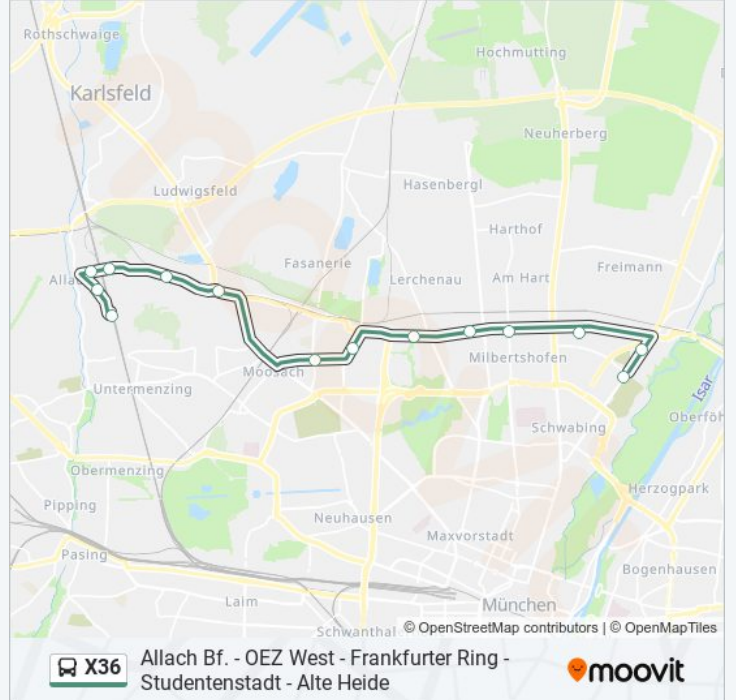 Rothschwaige
Karlsfeld
Hochmutting
Neuherberg
Ludwigsfeld
Hasenbergl
Harthof
Fasanerie
Freimann
Lerchenau
Am Hart
Milbertshofen
Moosach
Untermenzing
Isar
Schwabing
Obermenzing
Herzogpark
Pipping
Neuhausen
Maxvorstadt
Pasing
Bogenhausen
Laim
München
Schwanthal
© OpenStreetMap contributors | © OpenMapTiles
X36
Allach Bf. - OEZ West - Frankfurter Ring -
Studentenstadt - Alte Heide
moovit